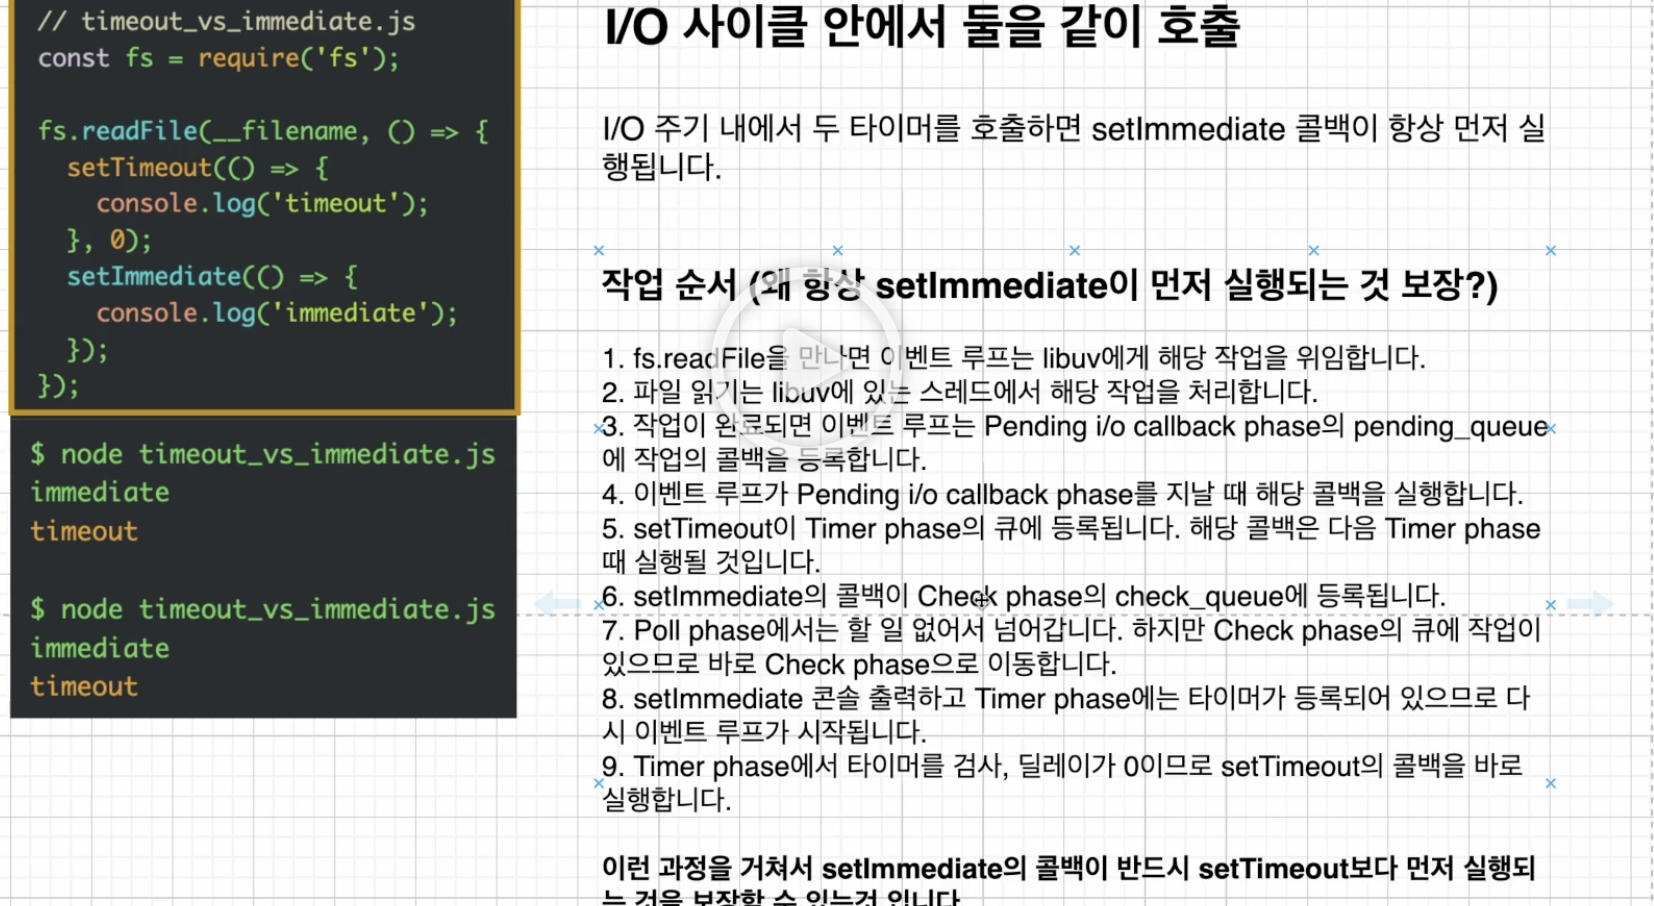 // timeout_vs_immediate.js
const fs = require('fs');
fs.readFile(__filename, () => {
setTimeout(() => {
console.log('timeout');
}, 0);
setImmediate(() => {
console.log('immediate');
});
});
$ node timeout_vs_immediate.js
immediate
timeout
$ node timeout_vs_immediate.js
immediate
timeout
I/O 사이클 안에서 둘을 같이 호출
I/O 주기 내에서 두 타이머를 호출하면 setImmediate 콜백이 항상 먼저 실
행됩니다.
작업 순서 (왜 항상 setImmediate이 먼저 실행되는 것 보장?)
1. fs.readFile을 만나면 이벤트 루프는 libuv에게 해당 작업을 위임합니다.
2. 파일 읽기는 libuv에 있는 스레드에서 해당 작업을 처리합니다.
3. 작업이 완료되면 이벤트 루프는 Pending i/o callback phase의 pending_queue
에 작업의 콜백을 등록합니다.
4. 이벤트 루프가 Pending i/o callback phase를 지날 때 해당 콜백을 실행합니다.
5. setTimeout이 Timer phase의 큐에 등록됩니다. 해당 콜백은 다음 Timer phase
때 실행될 것입니다.
6. setImmediate의 콜백이 Check phase의 check_queue에 등록됩니다.
7. Poll phase에서는 할 일 없어서 넘어갑니다. 하지만 Check phase의 큐에 작업이
있으므로 바로 Check phase으로 이동합니다.
8. setImmediate 콘솔 출력하고 Timer phase에는 타이머가 등록되어 있으므로 다
시 이벤트 루프가 시작됩니다.
9. Timer phase에서 타이머를 검사, 딜레이가 0이므로 setTimeout의 콜백을 바로
실행합니다.
이런 과정을 거쳐서 setImmediate의 콜백이 반드시 setTimeout보다 먼저 실행되
는 것을 보장할 수 있는것 입니다